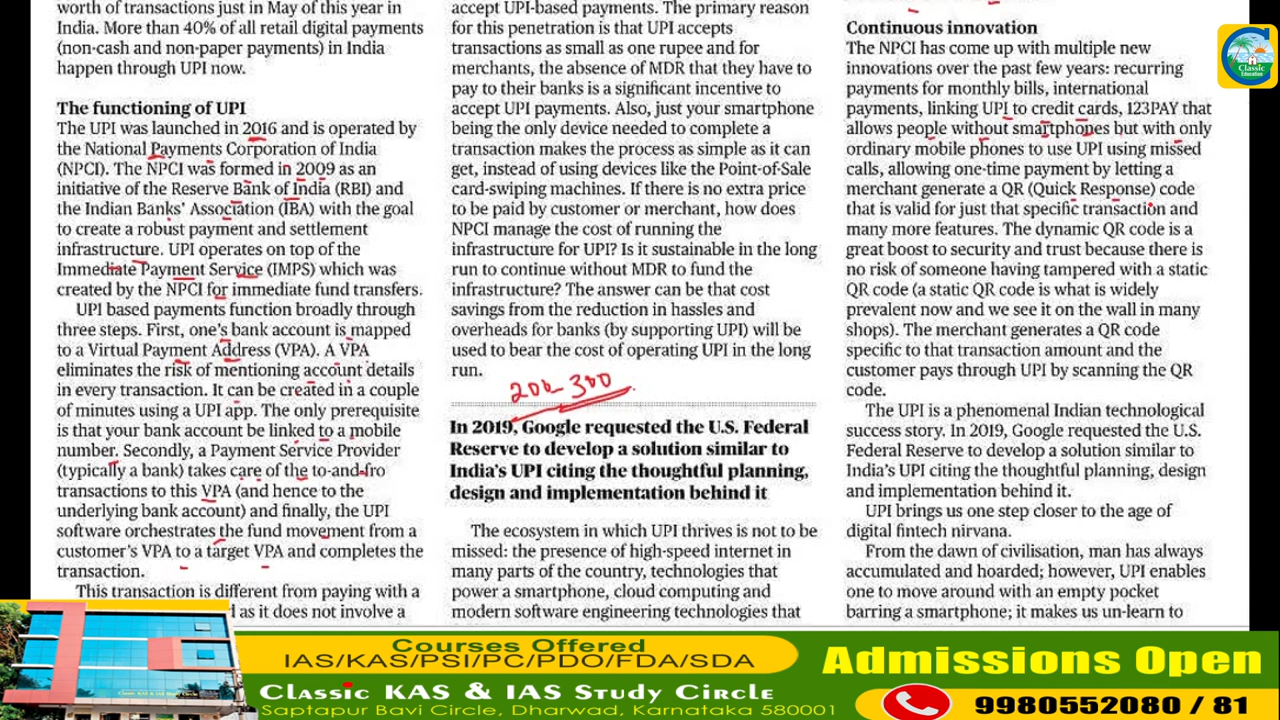 worth of transactions just in May of this year in
India. More than 40% of all retail digital payments
(non-cash and non-paper payments) in India
happen through UPI now.
The functioning of UPI
The UPI was launched in 2016 and is operated by
the National Payments Corporation of India
(NPCI). The NPCI was formed in 2009 as an
initiative of the Reserve Bank of India (RBI) and
the Indian Banks' Association (IBA) with the goal
to create a robust payment and settlement
infrastructure. UPI operates on top of the
Immediate Payment Service (IMPS) which was
created by the NPCI for immediate fund transfers.
UPI based payments function broadly through
three steps. First, one's bank account is mapped
to a Virtual Payment Address (VPA). A VPA
eliminates the risk of mentioning account details
in every transaction. It can be created in a couple
of minutes using a UPI app. The only prerequisite
is that your bank account be linked to a mobile
number. Secondly, a Payment Service Provider
(typically a bank) takes care of the to-and-fro
transactions to this VPA (and hence to the
underlying bank account) and finally, the UPI
software orchestrates the fund movement from a
customer's VPA to a target VPA and completes the
transaction.
This transaction is different from paying with a
d as it does not involve a
accept UPI-based payments. The primary reason
for this penetration is that UPI accepts
transactions as small as one rupee and for
merchants, the absence of MDR that they have to
pay to their banks is a significant incentive to
accept UPI payments. Also, just your smartphone
being the only device needed to complete a
transaction makes the process as simple as it can
get, instead of using devices like the Point-of-Sale
card-swiping machines. If there is no extra price
to be paid by customer or merchant, how does
NPCI manage the cost of running the
infrastructure for UPI? Is it sustainable in the long
run to continue without MDR to fund the
infrastructure? The answer can be that cost
savings from the reduction in hassles and
overheads for banks (by supporting UPI) will be
used to bear the cost of operating UPI in the long
run.
200-300
In 2019, Google requested the U.S. Federal
Reserve to develop a solution similar to
India's UPI citing the thoughtful planning,
design and implementation behind it
The ecosystem in which UPI thrives is not to be
missed: the presence of high-speed internet in
many parts of the country, technologies that
power a smartphone, cloud computing and
modern software engineering technologies that
Continuous innovation
The NPCI has come up with multiple new
innovations over the past few years: recurring
payments for monthly bills, international
payments, linking UPI to credit cards, 123PAY that
allows people without smartphones but with only
ordinary mobile phones to use UPI using missed
calls, allowing one-time payment by letting a
merchant generate a QR (Quick Response) code
that is valid for just that specific transaction and
many more features. The dynamic QR code is a
great boost to security and trust because there is
no risk of someone having tampered with a static
QR code (a static QR code is what is widely
prevalent now and we see it on the wall in many
shops). The merchant generates a QR code
specific to that transaction amount and the
customer pays through UPI by scanning the QR
code.
The UPI is a phenomenal Indian technological
success story. In 2019, Google requested the U.S.
Federal Reserve to develop a solution similar to
India's UPI citing the thoughtful planning, design
and implementation behind it.
UPI brings us one step closer to the age of
digital fintech nirvana.
From the dawn of civilisation, man has always
accumulated and hoarded; however, UPI enables
one to move around with an empty pocket
barring a smartphone; it makes us un-learn to
Classic
Education
Courses Offered
IAS/KAS/PSI/PC/PDO/FDA/SDA
Classic KAS & IAS Study Circle
Saptapur Bavi Circle, Dharwad, Karnataka 580001
Admissions Open
9980552080 / 81